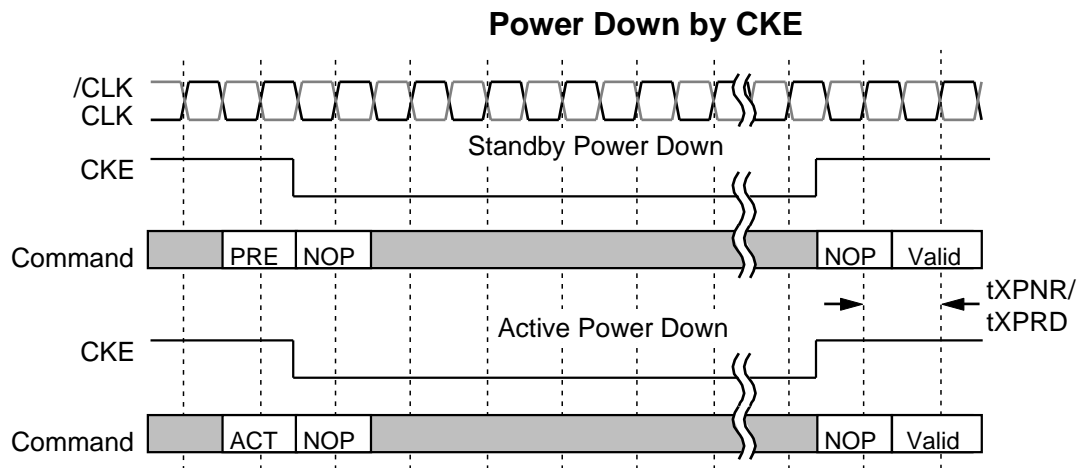 Power Down by CKE
/CLK
CLK
Standby Power Down
CKE
Command PRE NOP NOP Valid
tXPNR/
tXPRD
Active Power Down
CKE
Command ACT NOP NOP Valid